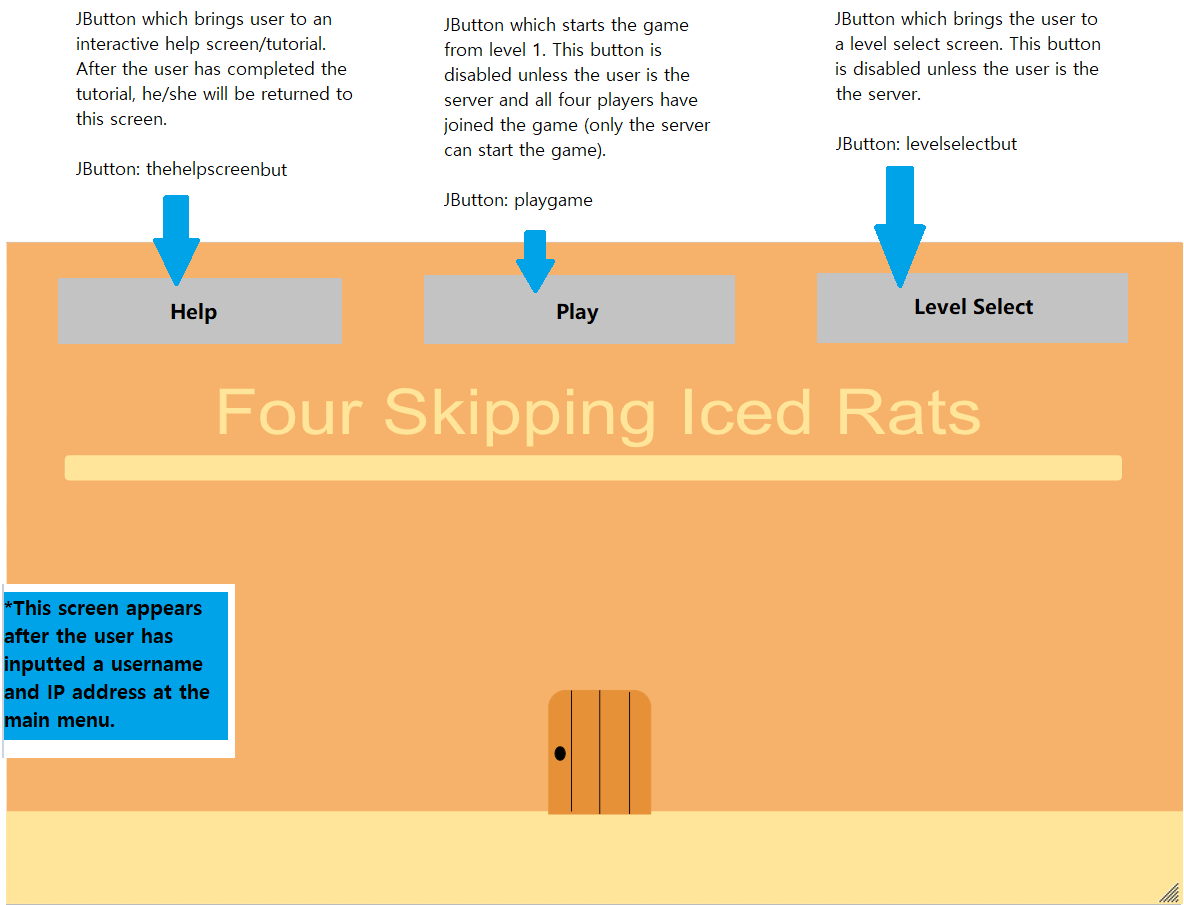 JButton which brings user to an
interactive help screen/tutorial.
After the user has completed the
tutorial, he/she will be returned to
this screen.
JButton: thehelpscreenbut
JButton which starts the game
from level 1. This button is
disabled unless the user is the
server and all four players have
joined the game (only the server
can start the game).
JButton: playgame
JButton which brings the user to
a level select screen. This button
is disabled unless the user is the
the server.
JButton: levelselectbut
Help
Play
Level Select
Four Skipping Iced Rats
*This screen appears
after the user has
inputted a username
and IP address at the
main menu.